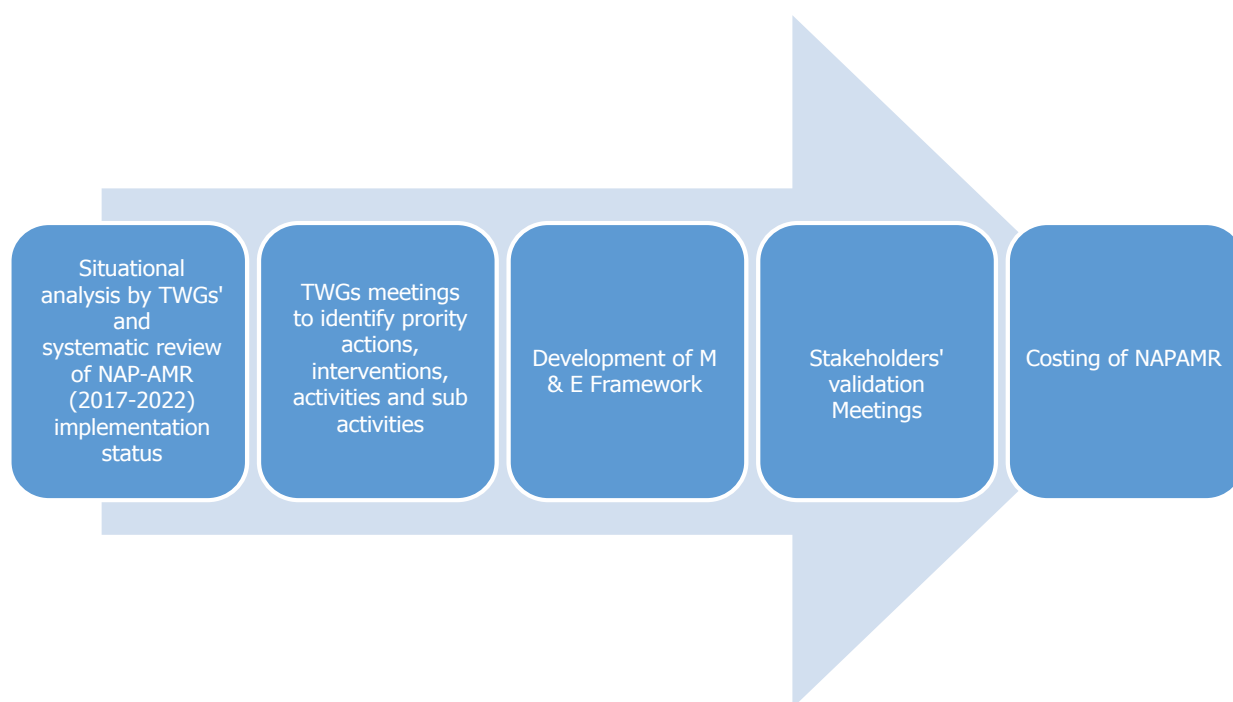 Situational
analysis by TWGs'
and
systematic review
of NAP-AMR
(2017-2022)
implementation
status
TWGs meetings
to identify prority
actions,
interventions,
activities and sub
activities
Development of M
& E Framework
Stakeholders'
validation
Meetings
Costing of NAPAMR